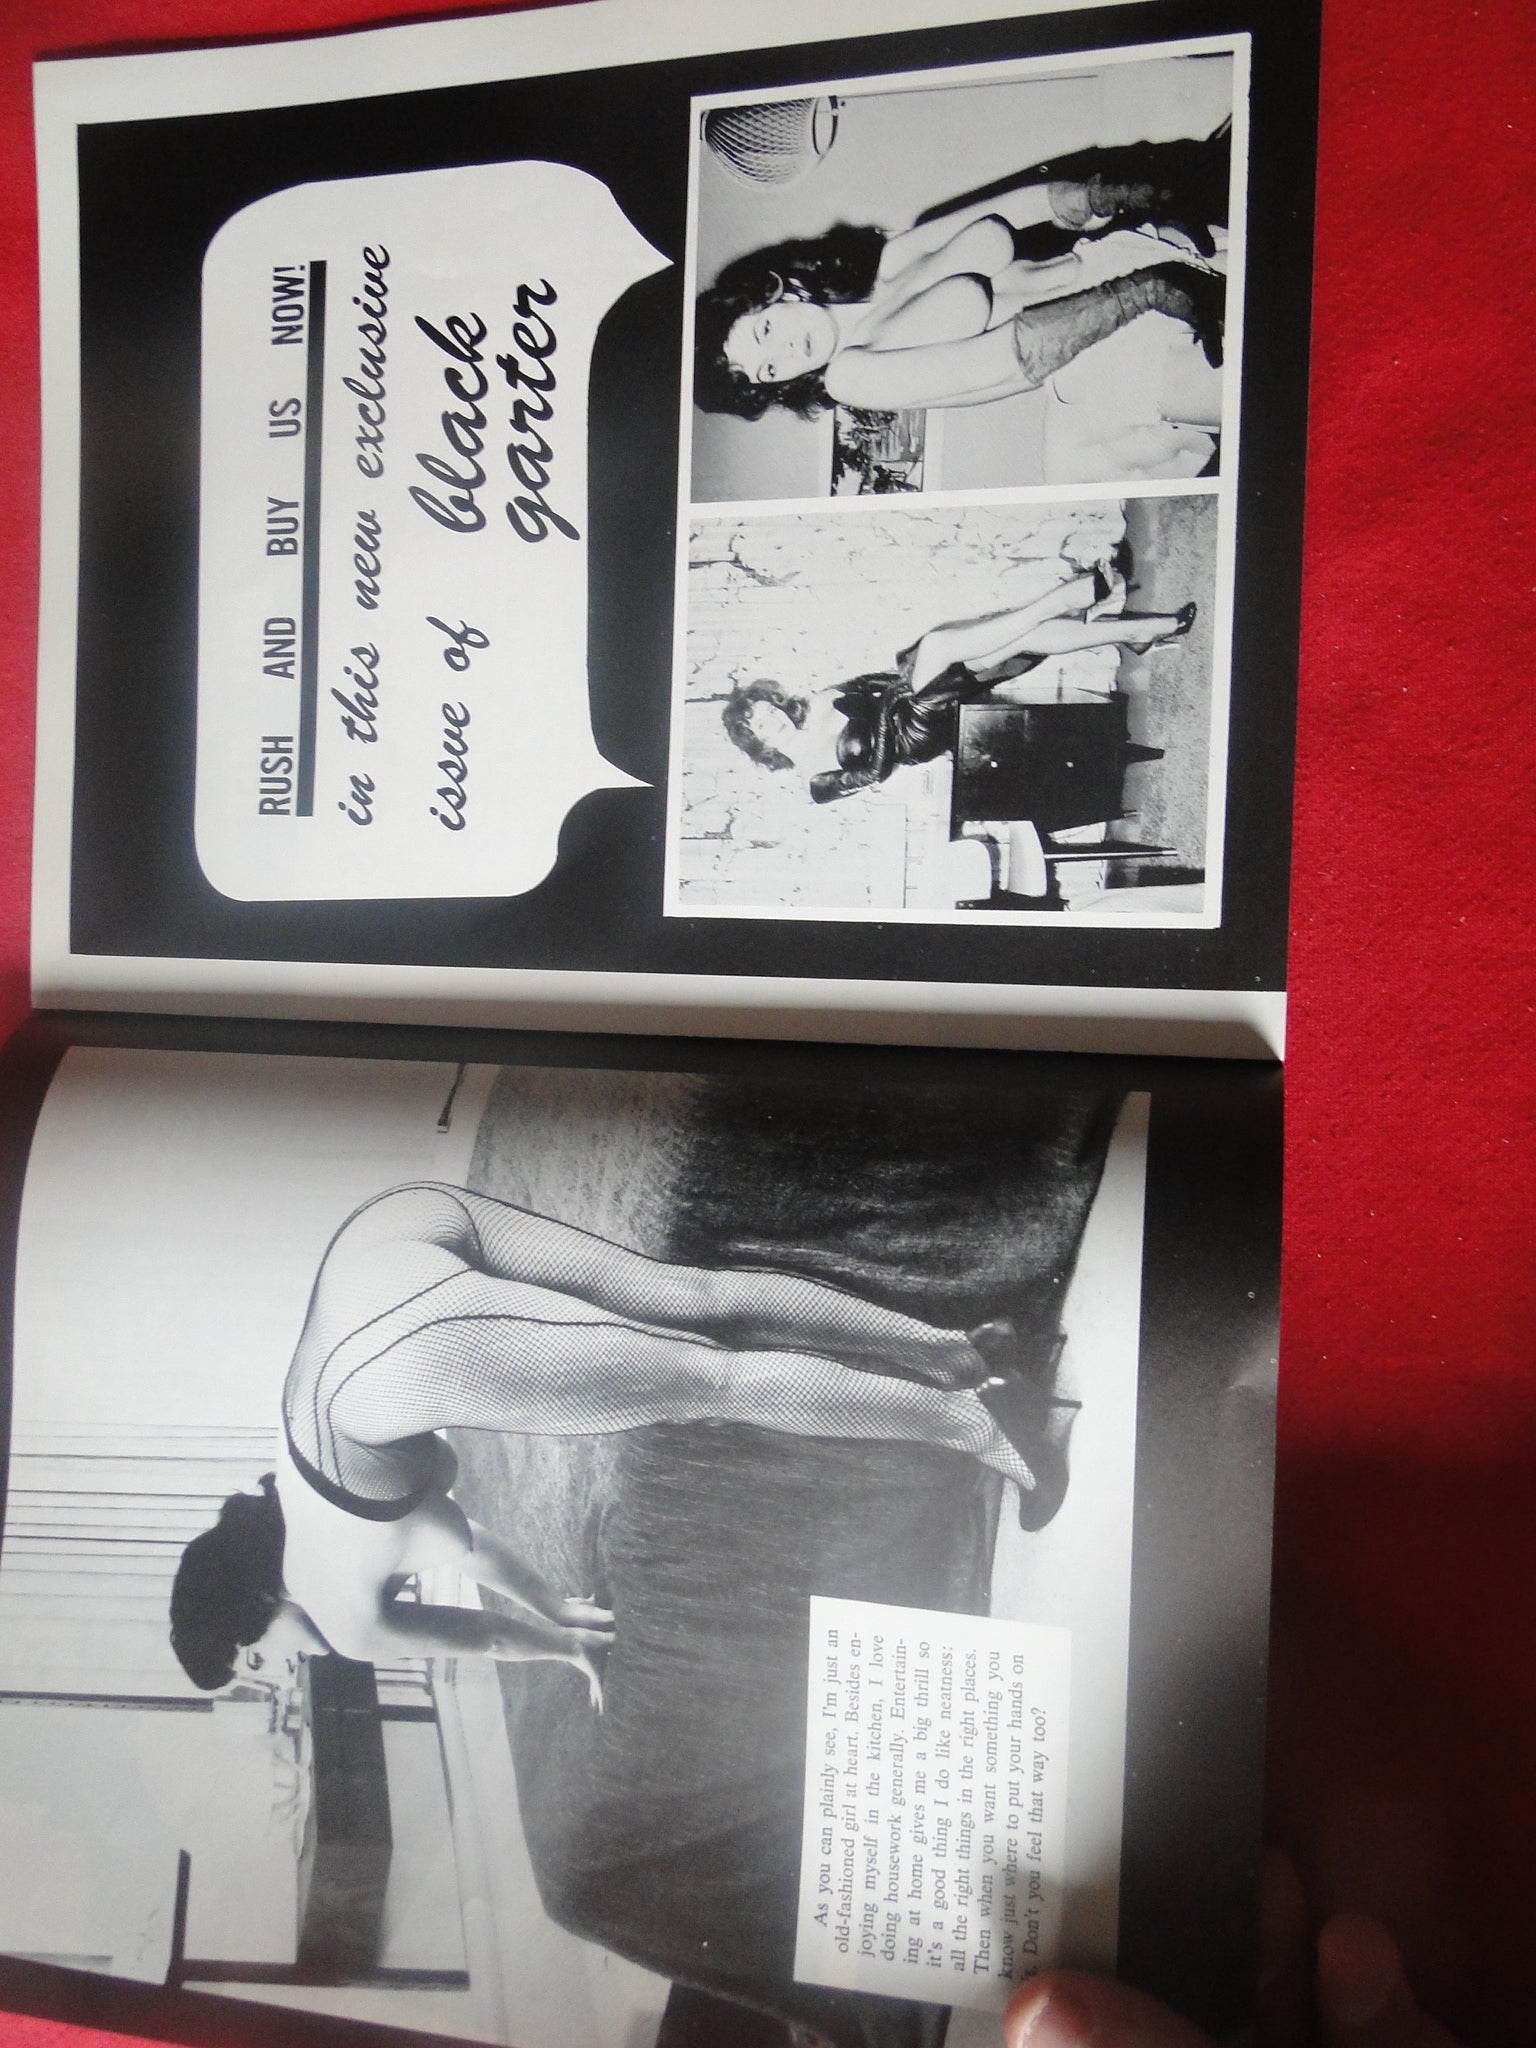 As you can plainly see, I'm just an
old-fashioned girl at heart. Besides en-
joying myself in the kitchen, I love
doing housework generally. Entertain-
ing at home gives me a big thrill so
it's a good thing I do like neatness:
all the right things in the right places.
Then when you want something you
know just where to put your hands on
it. Don't you feel that way too?
RUSH AND BUY US NOW!
in this new exclusive
issue of black
garter